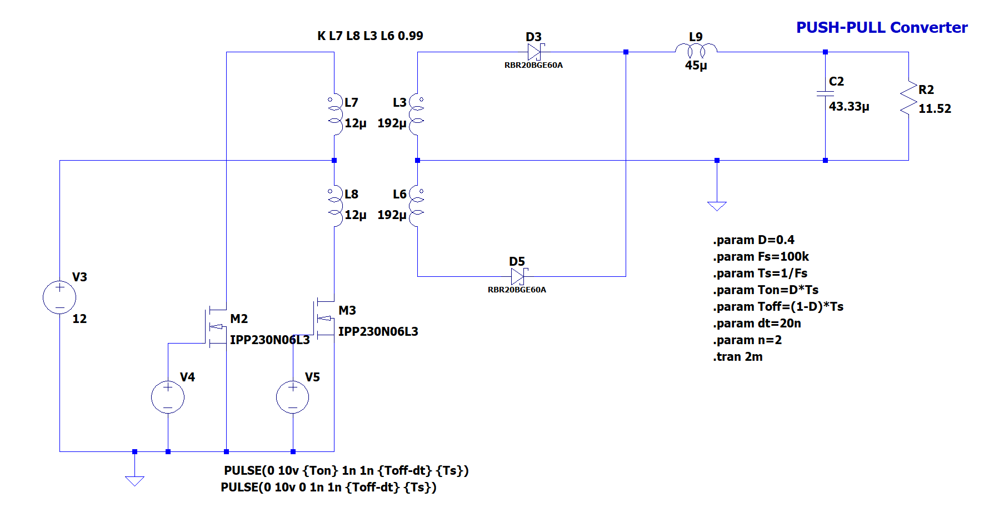 PUSH-PULL Converter
K L7 L8 L3 L6 0.99
D3
RBR20BGE60A
L9
45µ
C2
43.33µ
R2
11.52
L7
12µ
L3
192µ
L8
12µ
L6
192µ
D5
RBR20BGE60A
V3
12
M2
IPP230N06L3
M3
IPP230N06L3
V4
V5
.param D=0.4
.param Fs=100k
.param Ts=1/Fs
.param Ton=D*Ts
.param Toff=(1-D)*Ts
.param dt=20n
.param n=2
.tran 2m
PULSE(0 10v {Ton} 1n 1n {Toff-dt} {Ts})
PULSE(0 10v 0 1n 1n {Toff-dt} {Ts})